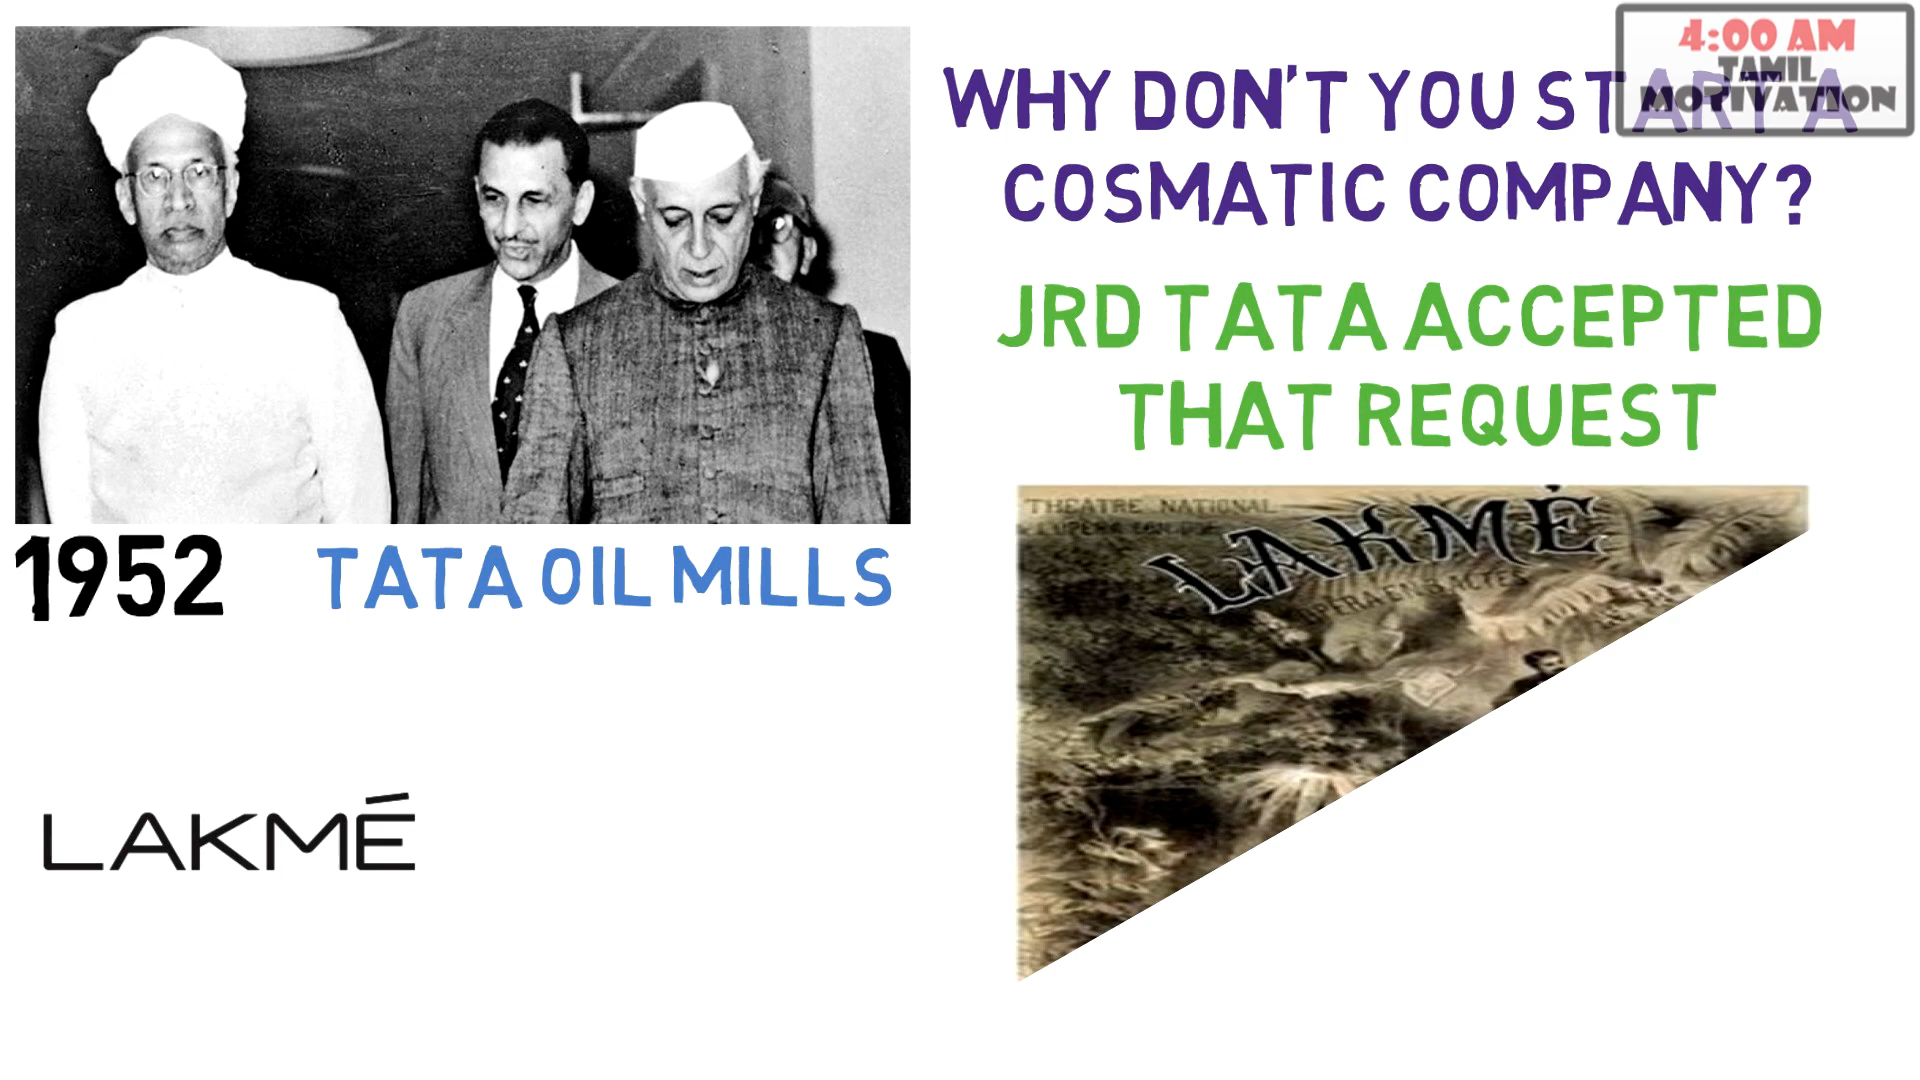 4:00 AM
TAMIL
MOTIVATION
WHY DON'T YOU START A
COSMATIC COMPANY?
JRD TATA ACCEPTED
THAT REQUEST
1952
TATA OIL MILLS
THEATRE NATIONAL
LAKMÉ
LAKMÉ